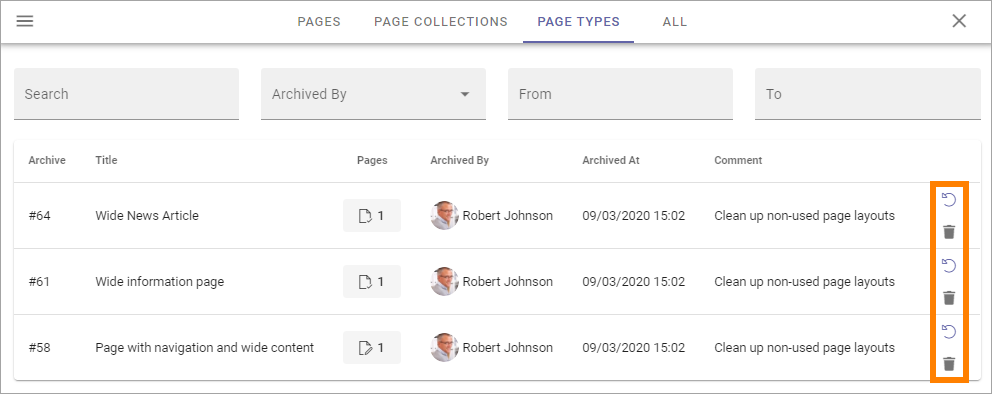 PAGES PAGE COLLECTIONS PAGE TYPES ALL
Search Archived By From To
Archive Title Pages Archived By Archived At Comment
#64 Wide News Article 1 Robert Johnson 09/03/2020 15:02 Clean up non-used page layouts
#61 Wide information page 1 Robert Johnson 09/03/2020 15:02 Clean up non-used page layouts
#58 Page with navigation and wide content 1 Robert Johnson 09/03/2020 15:02 Clean up non-used page layouts